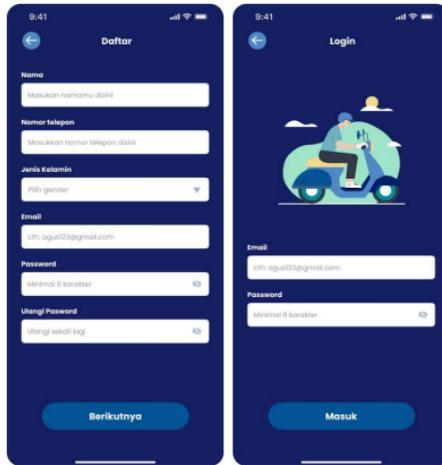 9:41
Daftar
Nama
Masukan namamu disini
Nomor telepon
Masukkan nomor telepon disini
Jenis Kelamin
Pilih gender
Email
cth: agus123@gmail.com
Password
Minimal 8 karakter
Ulangi Pasword
Ulangi sekali lagi
Berikutnya
9:41
Login
Email
cth: agus123@gmail.com
Password
Minimal 8 karakter
Masuk